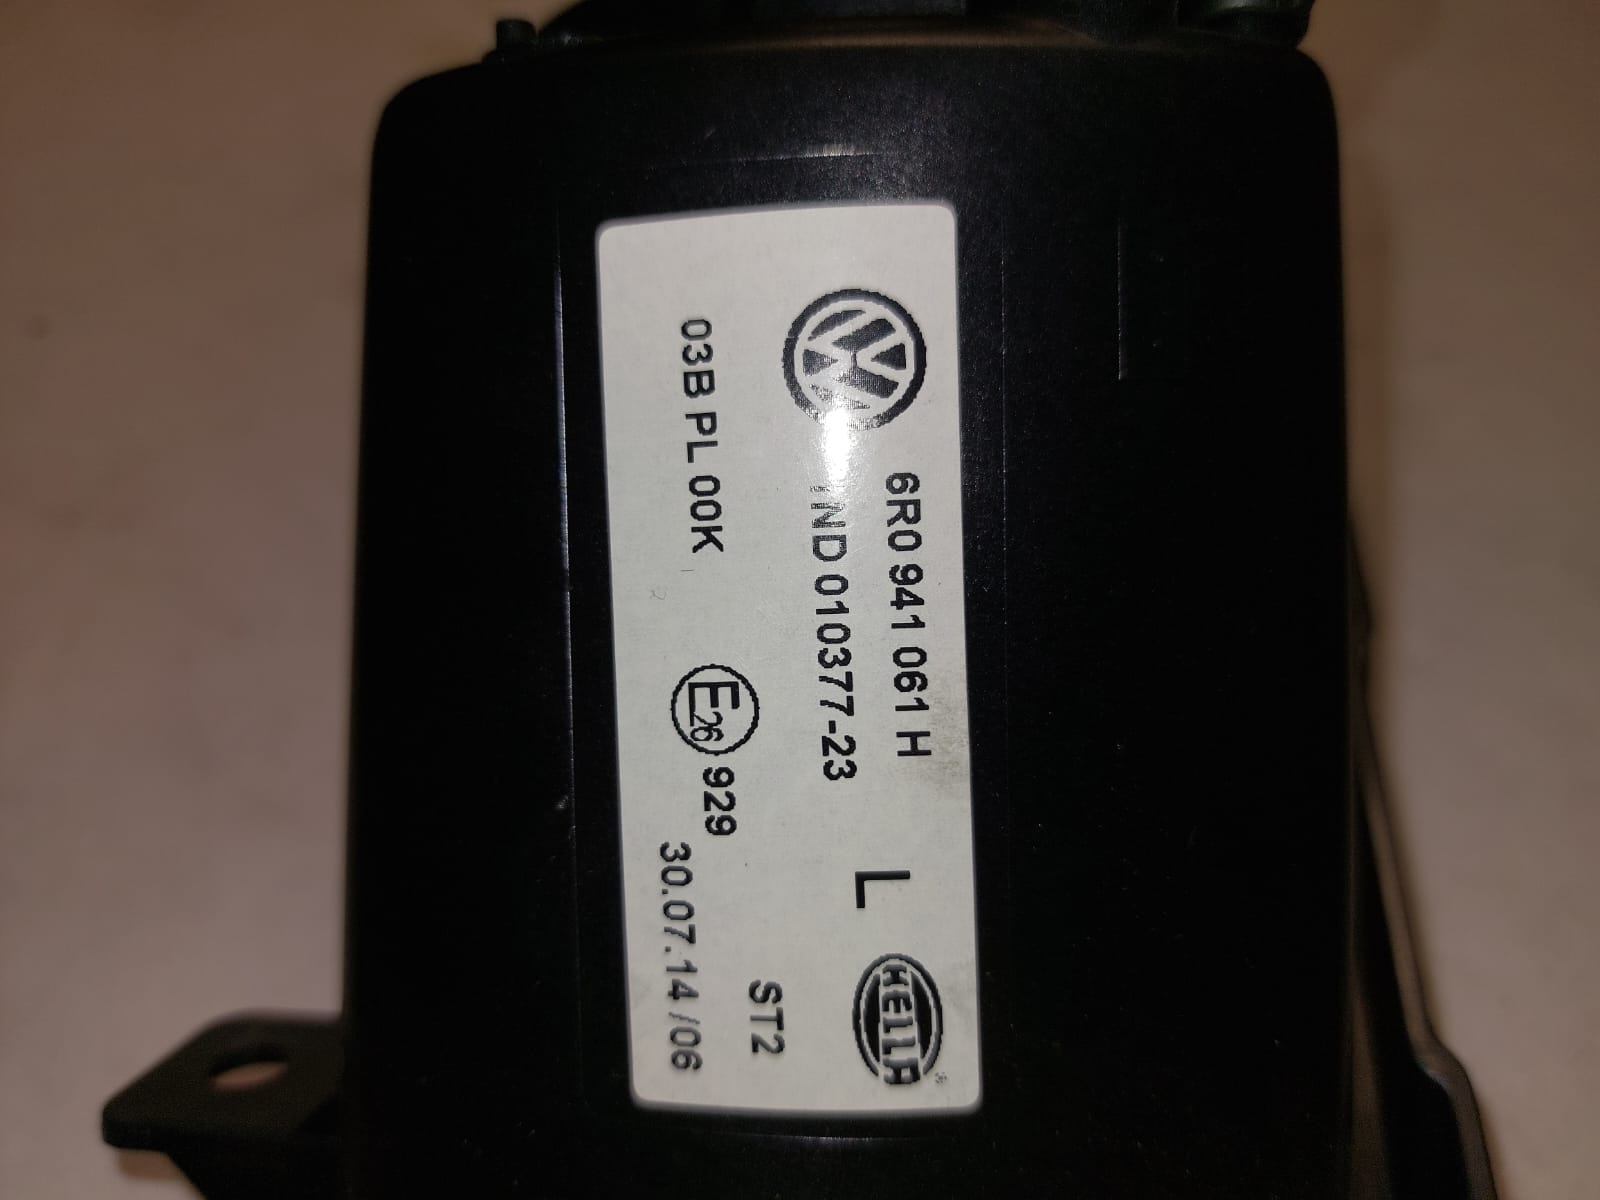 6R0 941 061 H
ND 010377-23
L
HELLA
03B PL 00K
E26 929
ST2
30.07.14 /06